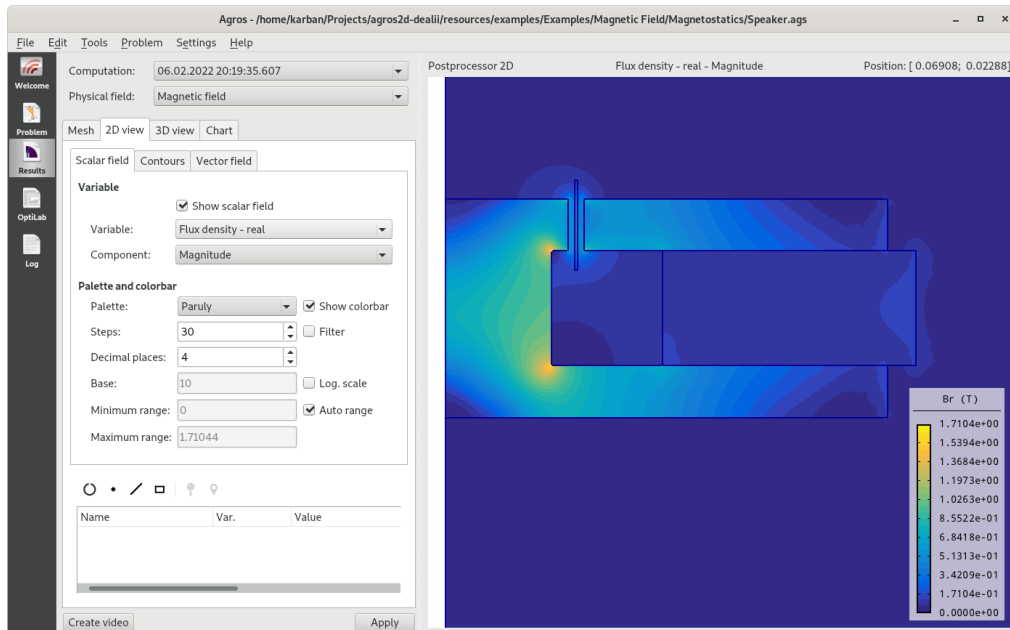 Agros - /home/karban/Projects/agros2d-dealii/resources/examples/Examples/Magnetic Field/Magnetostatics/Speaker.ags
File Edit Tools Problem Settings Help
Welcome
Problem
Results
OptiLab
Log
Computation: 06.02.2022 20:19:35.607
Physical field: Magnetic field
Mesh 2D view 3D view Chart
Scalar field Contours Vector field
Variable
Show scalar field
Variable: Flux density - real
Component: Magnitude
Palette and colorbar
Palette: Paruly Show colorbar
Steps: 30 Filter
Decimal places: 4
Base: 10 Log. scale
Minimum range: 0 Auto range
Maximum range: 1.71044
Name Var. Value
Create video Apply
Postprocessor 2D Flux density - real - Magnitude Position: [ 0.06908; 0.02288]
Br (T)
1.7104e+00
1.5394e+00
1.3684e+00
1.1973e+00
1.0263e+00
8.5522e-01
6.8418e-01
5.1313e-01
3.4209e-01
1.7104e-01
0.0000e+00